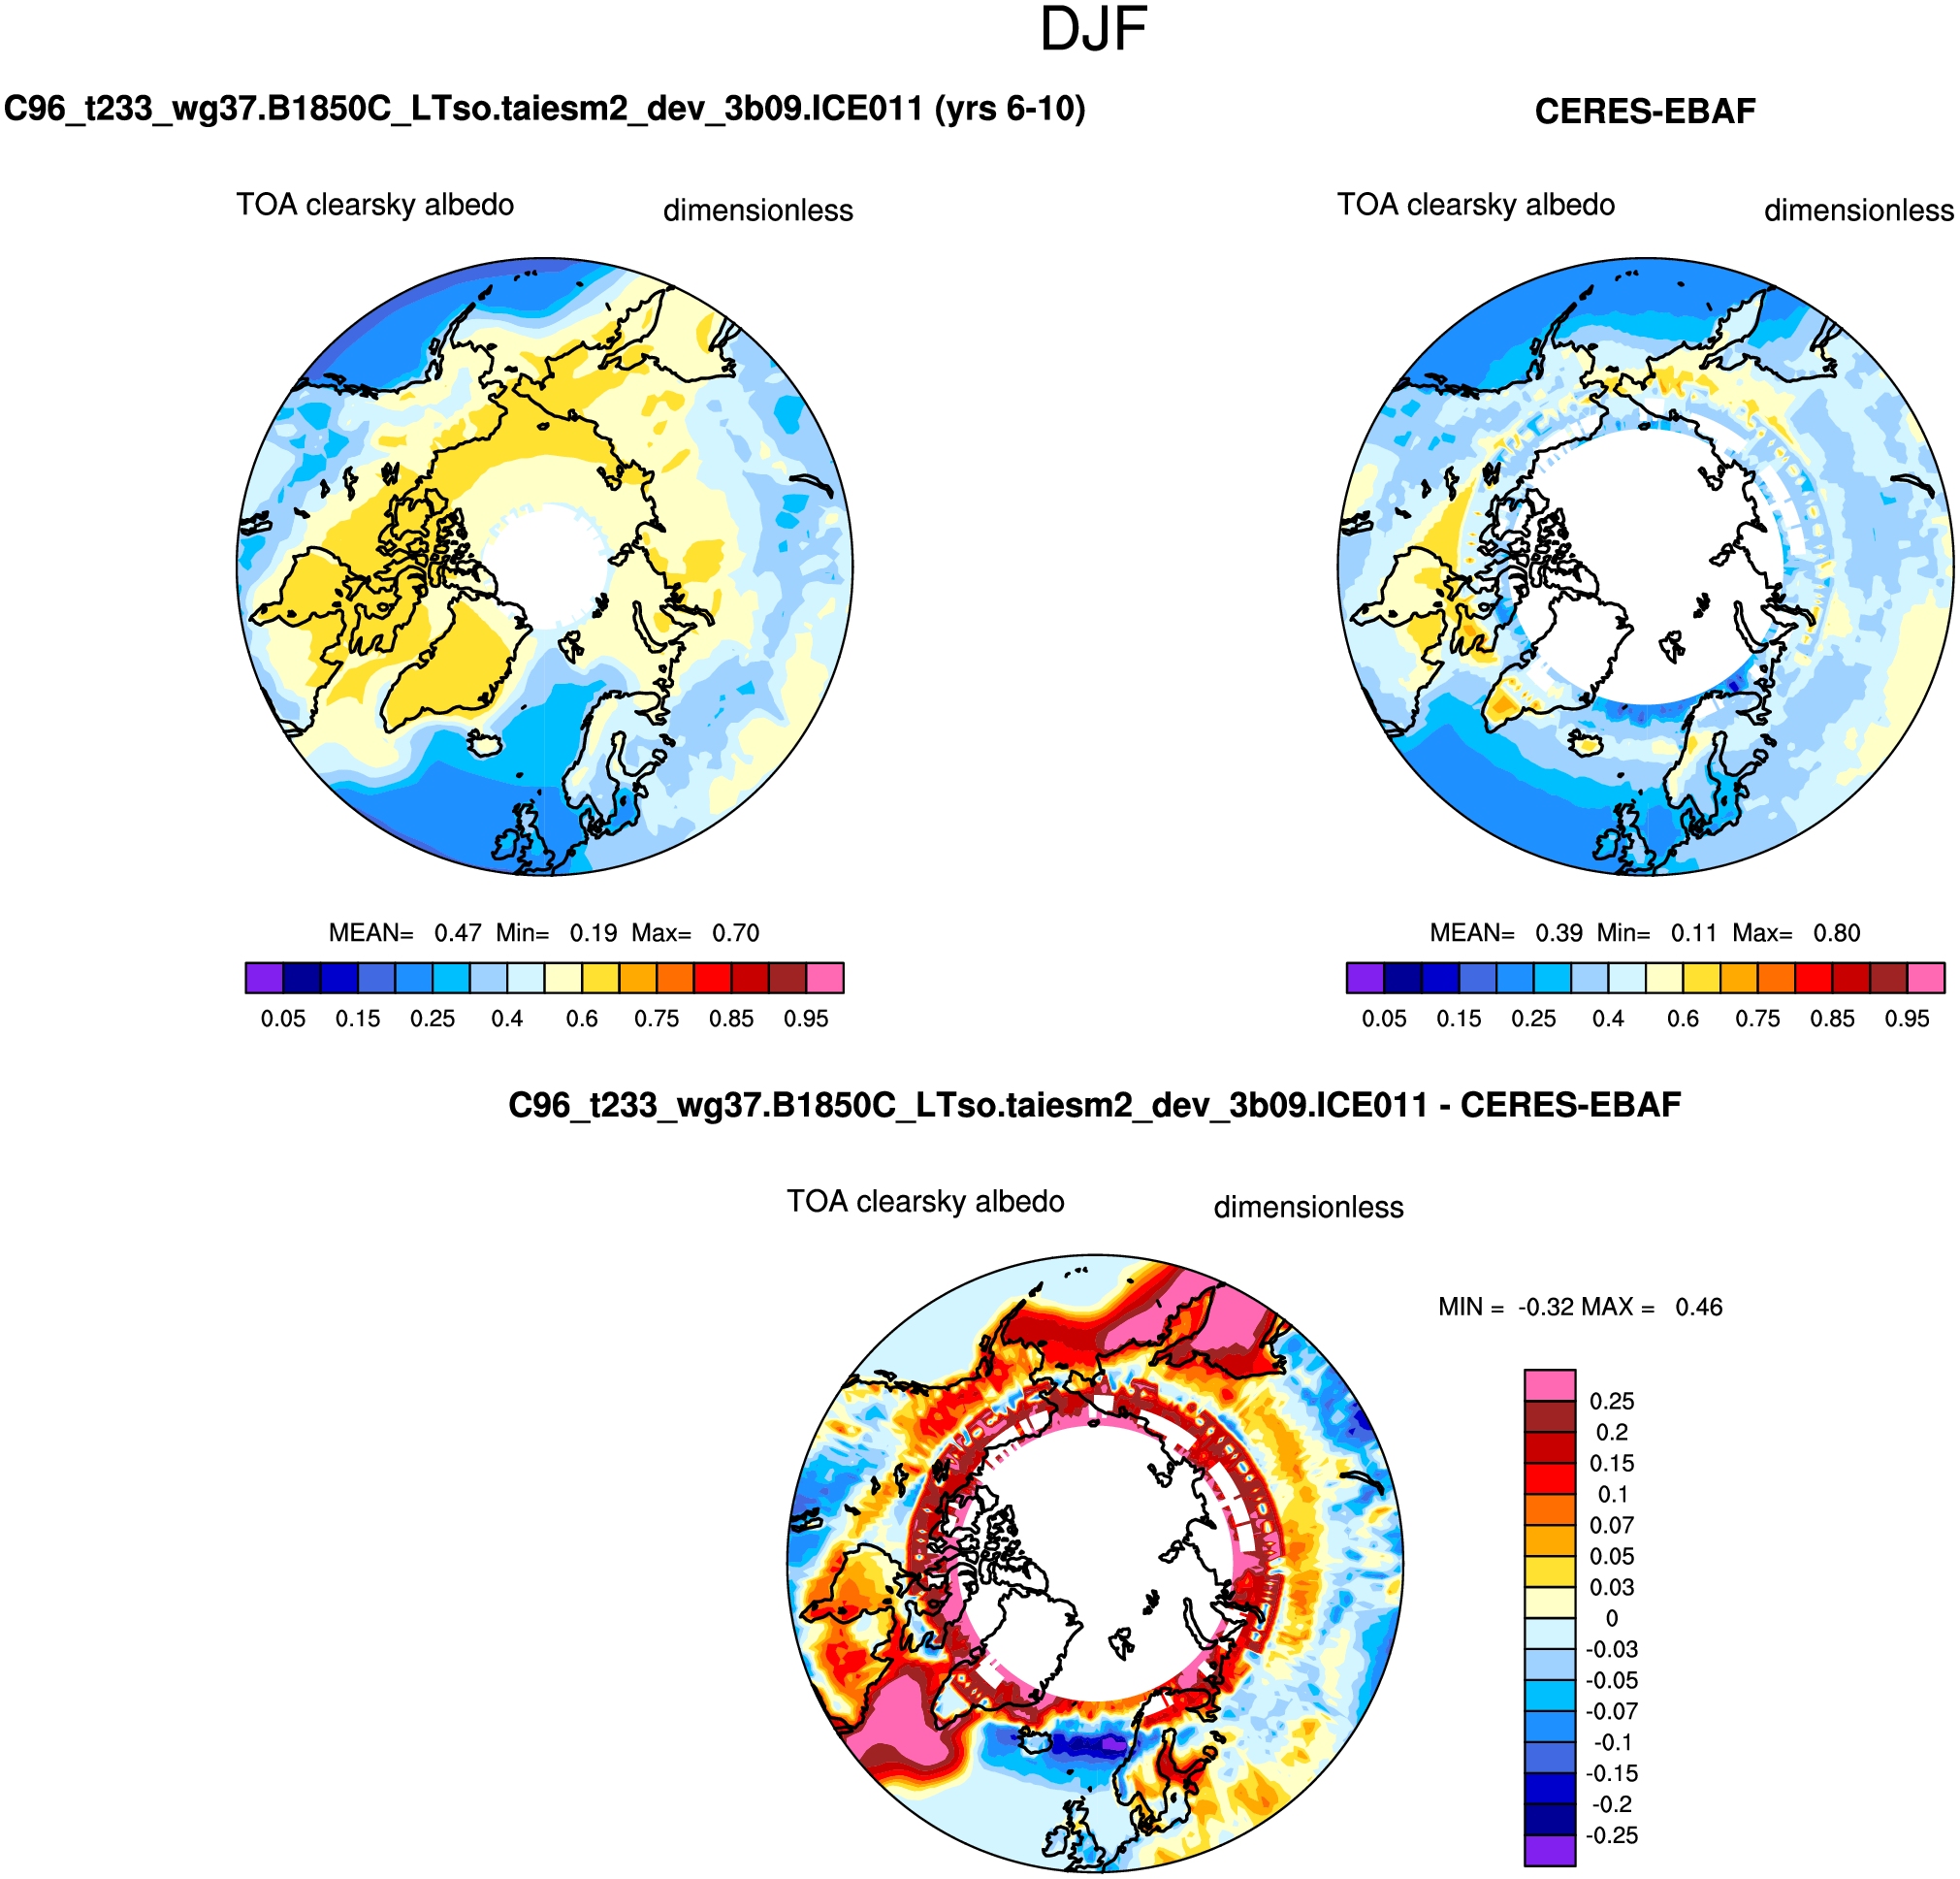 DJF
C96_t233_wg37.B1850C_LTso.taiesm2_dev_3b09.ICE011 (yrs 6-10)
CERES-EBAF
TOA clearsky albedo dimensionless
TOA clearsky albedo dimensionless
MEAN= 0.47 Min= 0.19 Max= 0.70
0.05 0.15 0.25 0.4 0.6 0.75 0.85 0.95
MEAN= 0.39 Min= 0.11 Max= 0.80
0.05 0.15 0.25 0.4 0.6 0.75 0.85 0.95
C96_t233_wg37.B1850C_LTso.taiesm2_dev_3b09.ICE011 - CERES-EBAF
TOA clearsky albedo dimensionless
MIN = -0.32 MAX = 0.46
0.25
0.2
0.15
0.1
0.07
0.05
0.03
0
-0.03
-0.05
-0.07
-0.1
-0.15
-0.2
-0.25